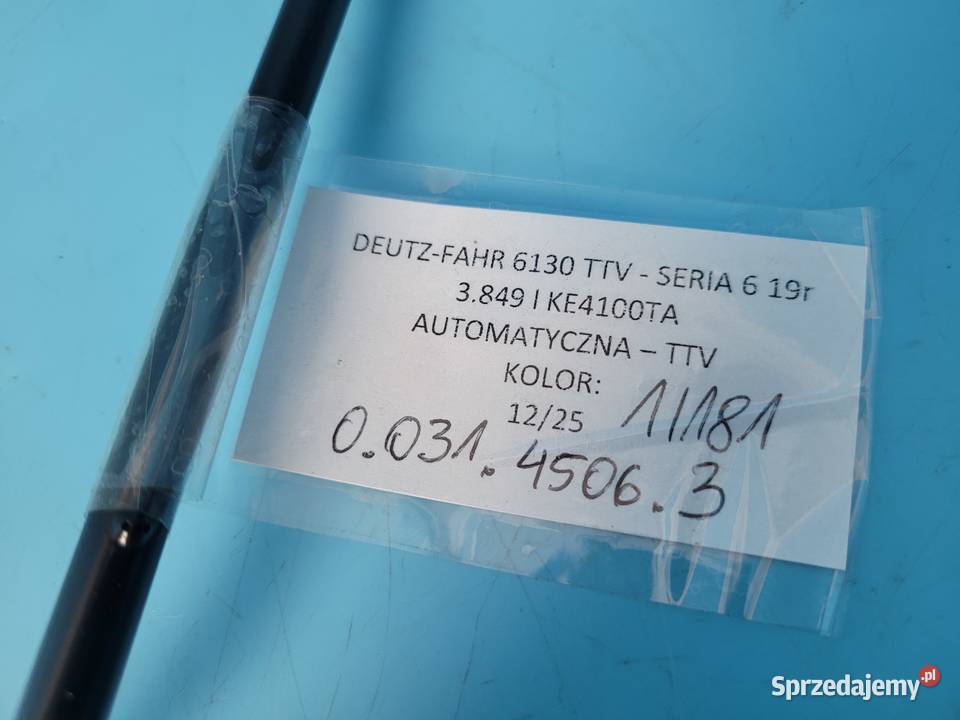 DEUTZ-FAHR 6130 TTV - SERIA 6 19r
3.849 l KE4100TA
AUTOMATYCZNA – TTV
KOLOR:
12/25 11181
0.031.4506.3
Sprzedajemy.pl